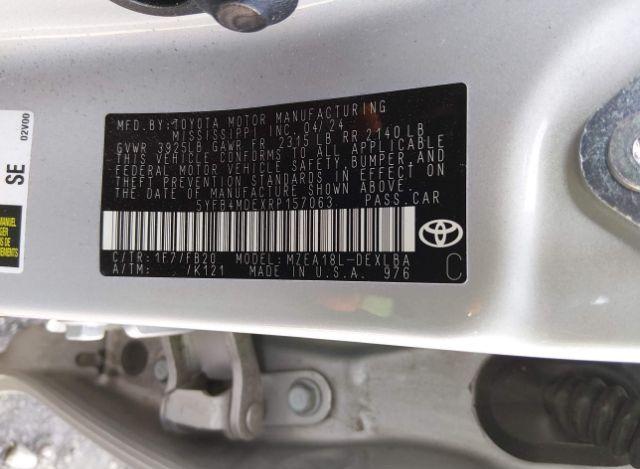 MFD.BY:TOYOTA MOTOR MANUFACTURING
MISSISSIPPI INC. 04/24
GVWR 3925LB GAWR FR 2315 LB RR 2140LB
THIS VEHICLE CONFORMS TO ALL APPLICABLE
FEDERAL MOTOR VEHICLE SAFETY, BUMPER, AND
THEFT PREVENTION STANDARDS IN EFFECT ON
THE DATE OF MANUFACTURE SHOWN ABOVE.
5YFB4MDEXRP157063 PASS.CAR
C/TR: 1F7/FB20 MODEL: MZEA18L-DEXLBA
A/TM: /K121 MADE IN U.S.A. 976
C
02V00
SE
MANUEL